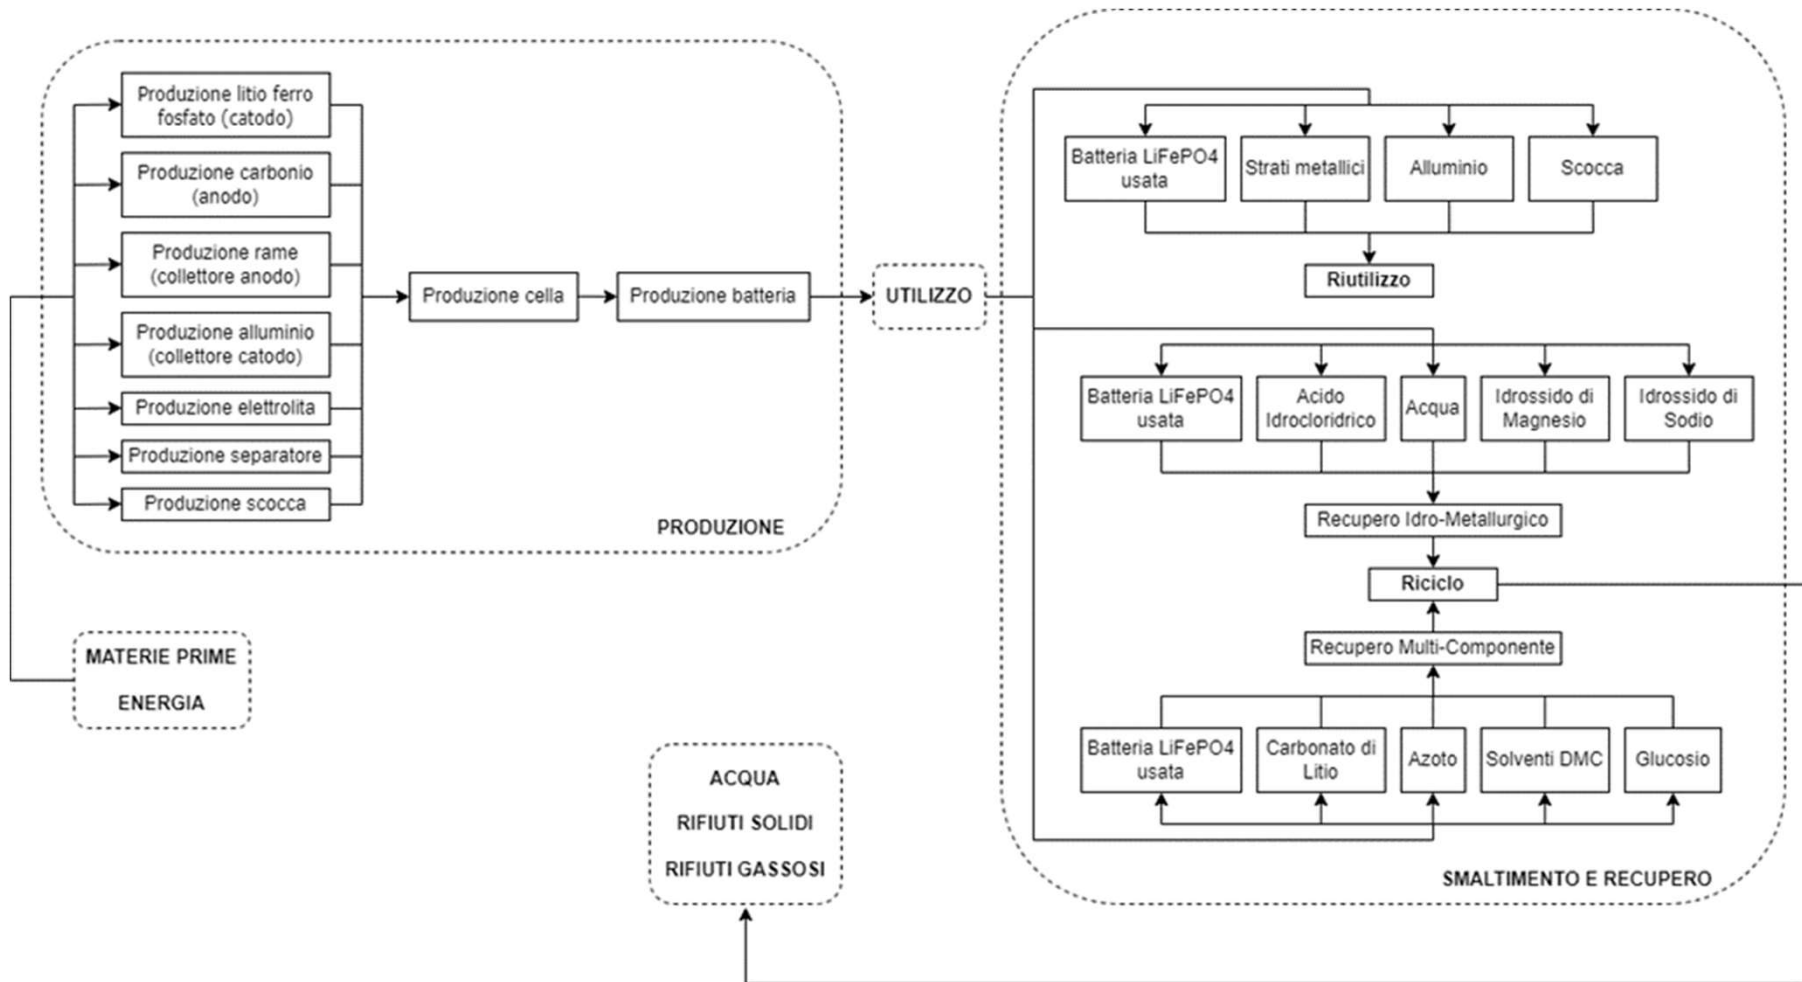 Produzione litio ferro
fosfato (catodo)
Produzione carbonio
(anodo)
Produzione rame
(collettore anodo)
Produzione alluminio
(collettore catodo)
Produzione elettrolita
Produzione separatore
Produzione scocca
Produzione cella
Produzione batteria
PRODUZIONE
MATERIE PRIME
ENERGIA
UTILIZZO
Batteria LiFePO4
usata
Strati metallici
Alluminio
Scocca
Riutilizzo
Batteria LiFePO4
usata
Acido
Idrocloridrico
Acqua
Idrossido di
Magnesio
Idrossido di
Sodio
Recupero Idro-Metallurgico
Riciclo
Recupero Multi-Componente
Batteria LiFePO4
usata
Carbonato di
Litio
Azoto
Solventi DMC
Glucosio
SMALTIMENTO E RECUPERO
ACQUA
RIFIUTI SOLIDI
RIFIUTI GASSOSI